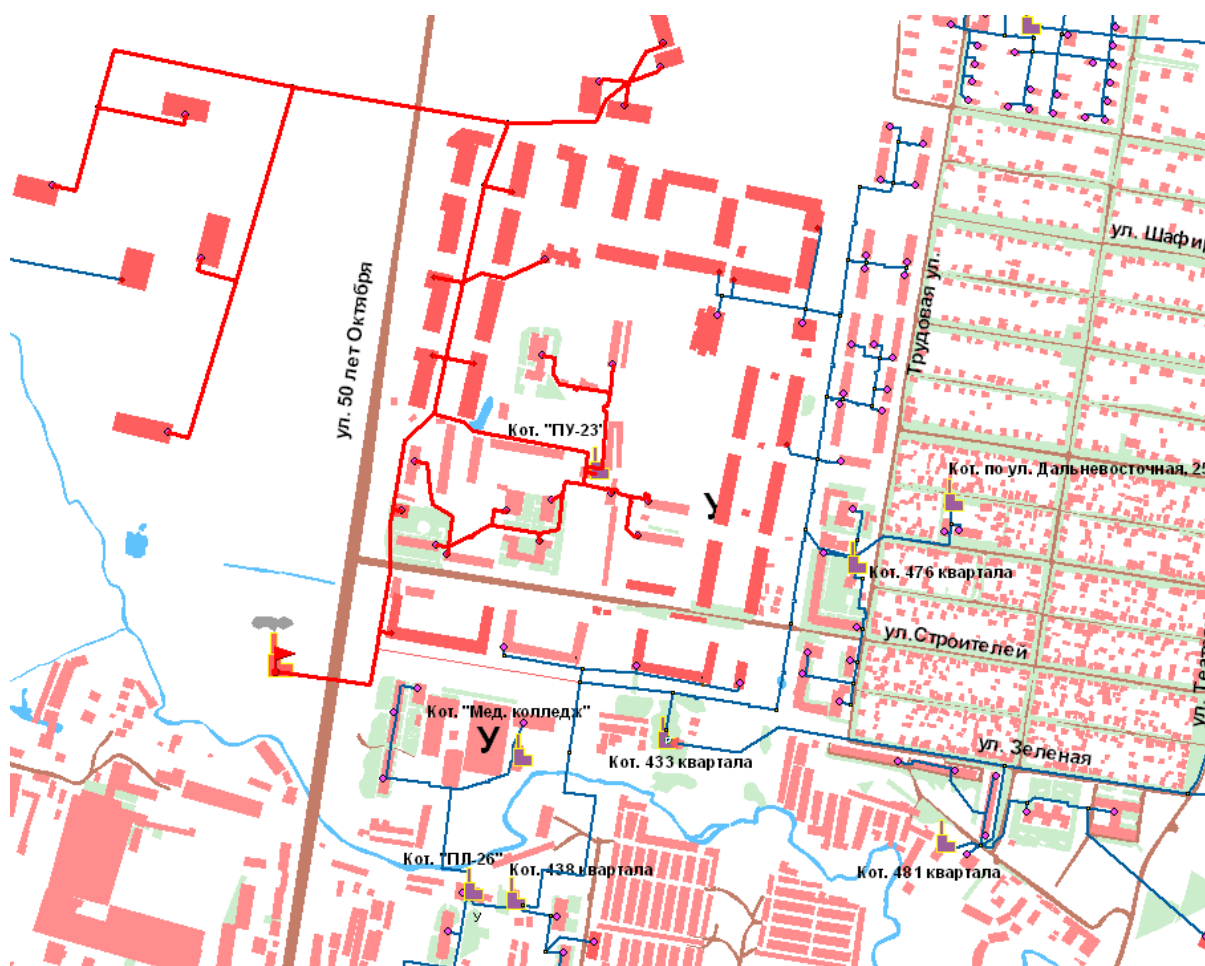 ул. Шафир
Трудовая ул.
ул. 50 лет Октября
Кот. "ПУ-23"
Кот. по ул. Дальневосточная, 25
У
Кот. 476 квартала
ул.Строителей
ул. Теат
Кот. "Мед. колледж"
У
ул. Зеленая
Кот. 433 квартала
Кот. "ПЛ-26"
Кот. 438 квартала
Кот. 481 квартала
У